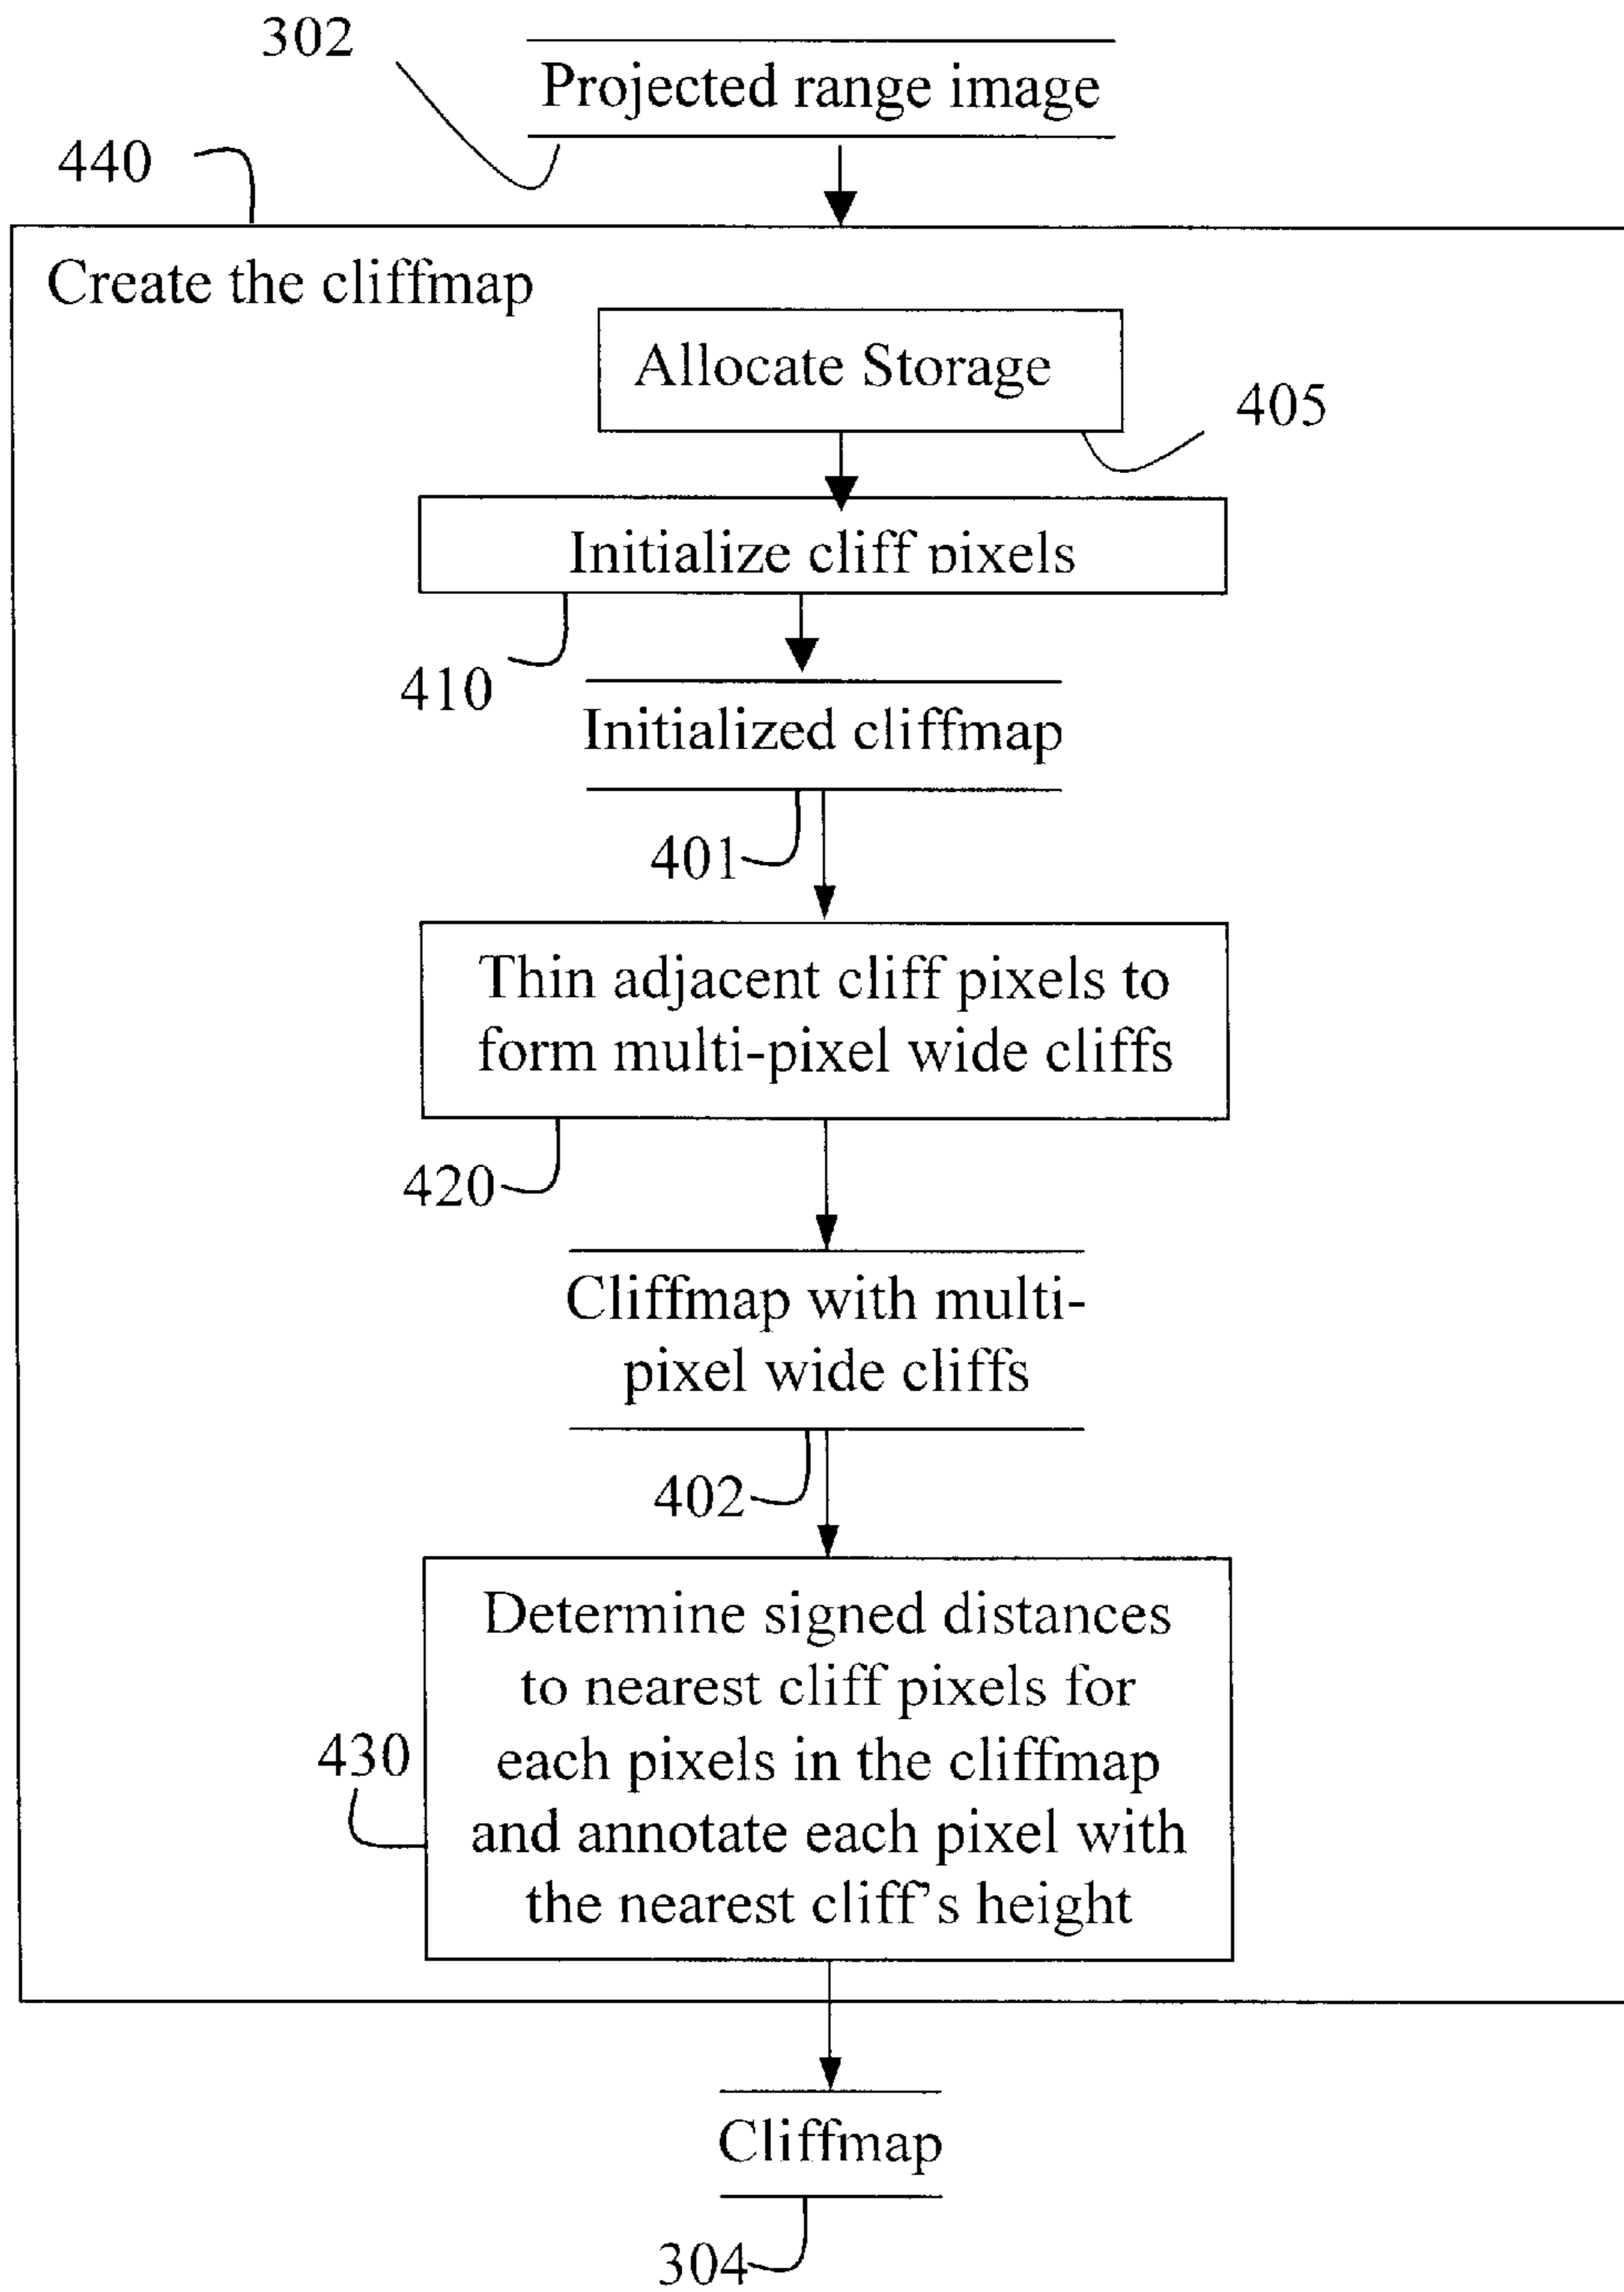 302
Projected range image
440
Create the cliffmap
Allocate Storage
405
Initialize cliff pixels
410
Initialized cliffmap
401
Thin adjacent cliff pixels to
form multi-pixel wide cliffs
420
Cliffmap with multi-
pixel wide cliffs
402
Determine signed distances
to nearest cliff pixels for
each pixels in the cliffmap
and annotate each pixel with
the nearest cliff's height
430
Cliffmap
304